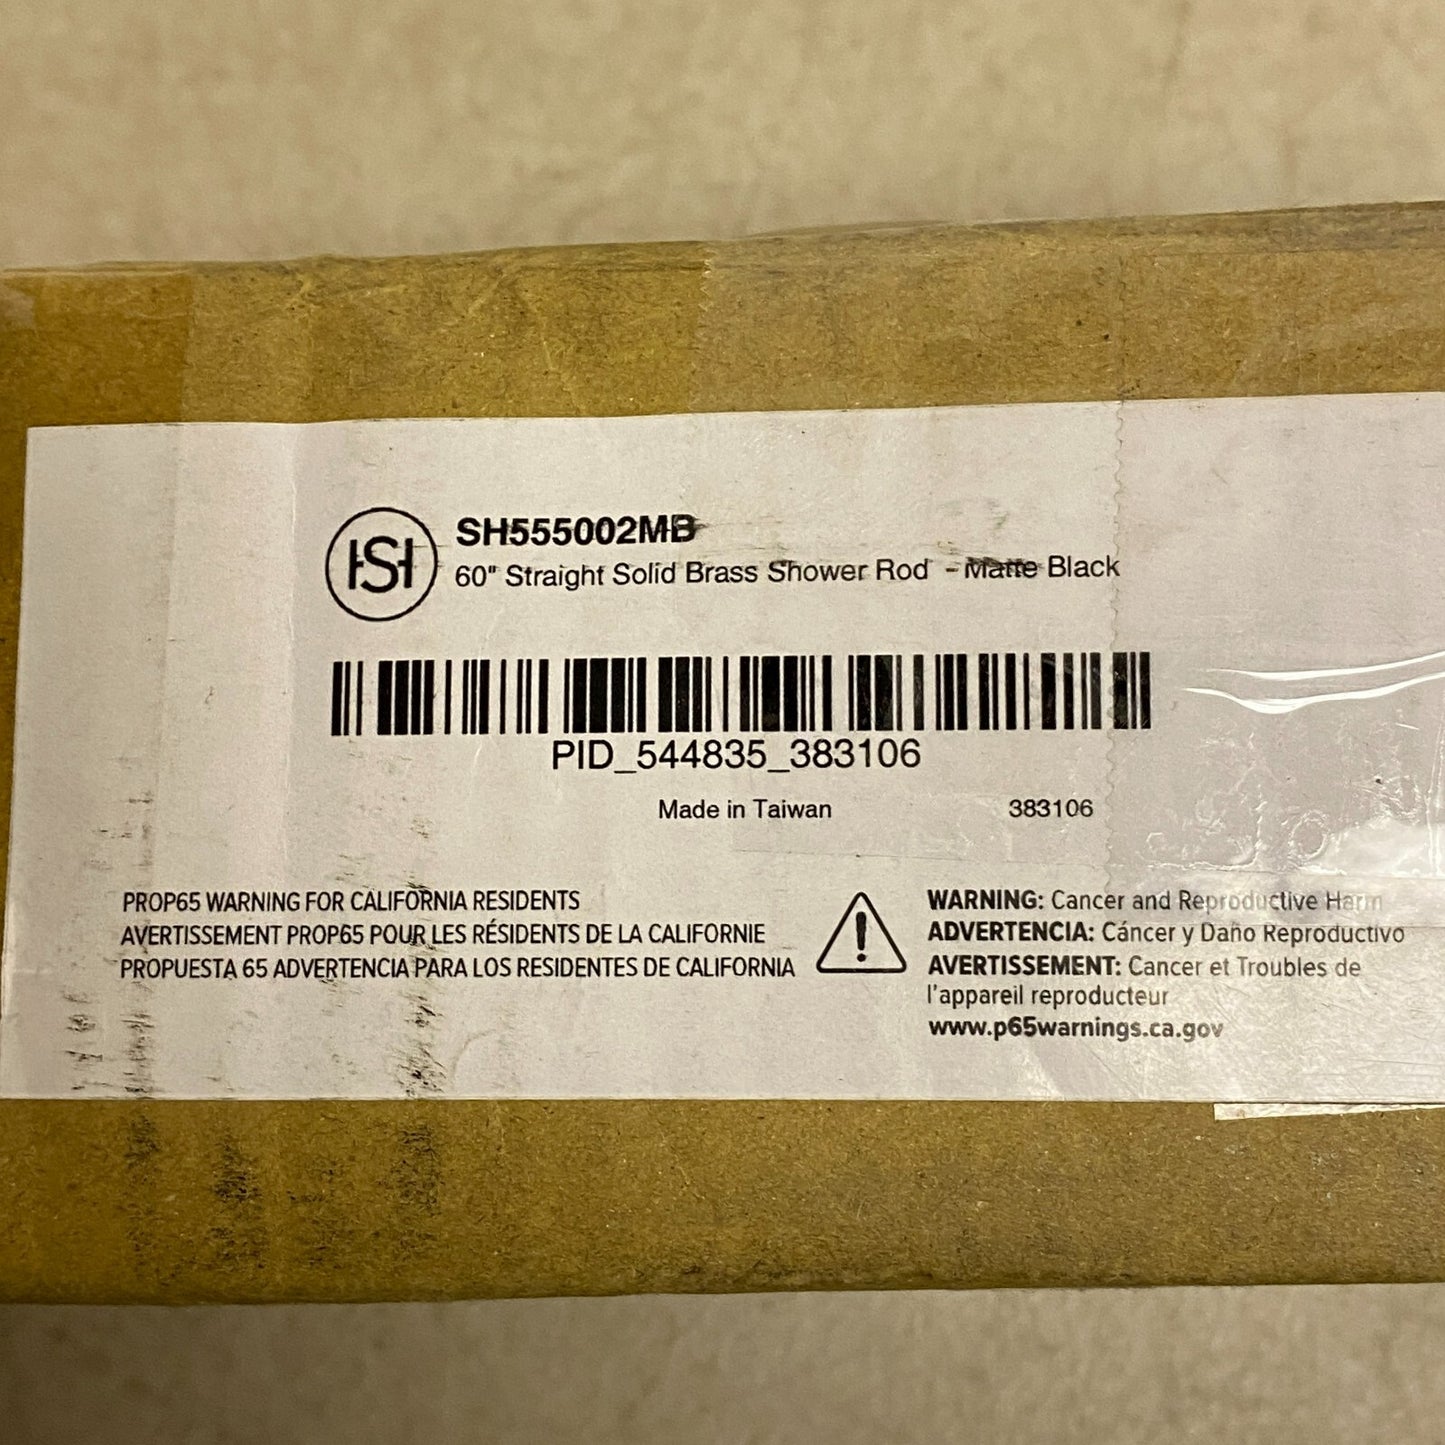 HSH
SH555002MB
60" Straight Solid Brass Shower Rod - Matte Black
PID_544835_383106
Made in Taiwan 383106
PROP65 WARNING FOR CALIFORNIA RESIDENTS
AVERTISSEMENT PROP65 POUR LES RÉSIDENTS DE LA CALIFORNIE
PROPUESTA 65 ADVERTENCIA PARA LOS RESIDENTES DE CALIFORNIA
WARNING: Cancer and Reproductive Harm
ADVERTENCIA: Cáncer y Daño Reproductivo
AVERTISSEMENT: Cancer et Troubles de
l'appareil reproducteur
www.p65warnings.ca.gov